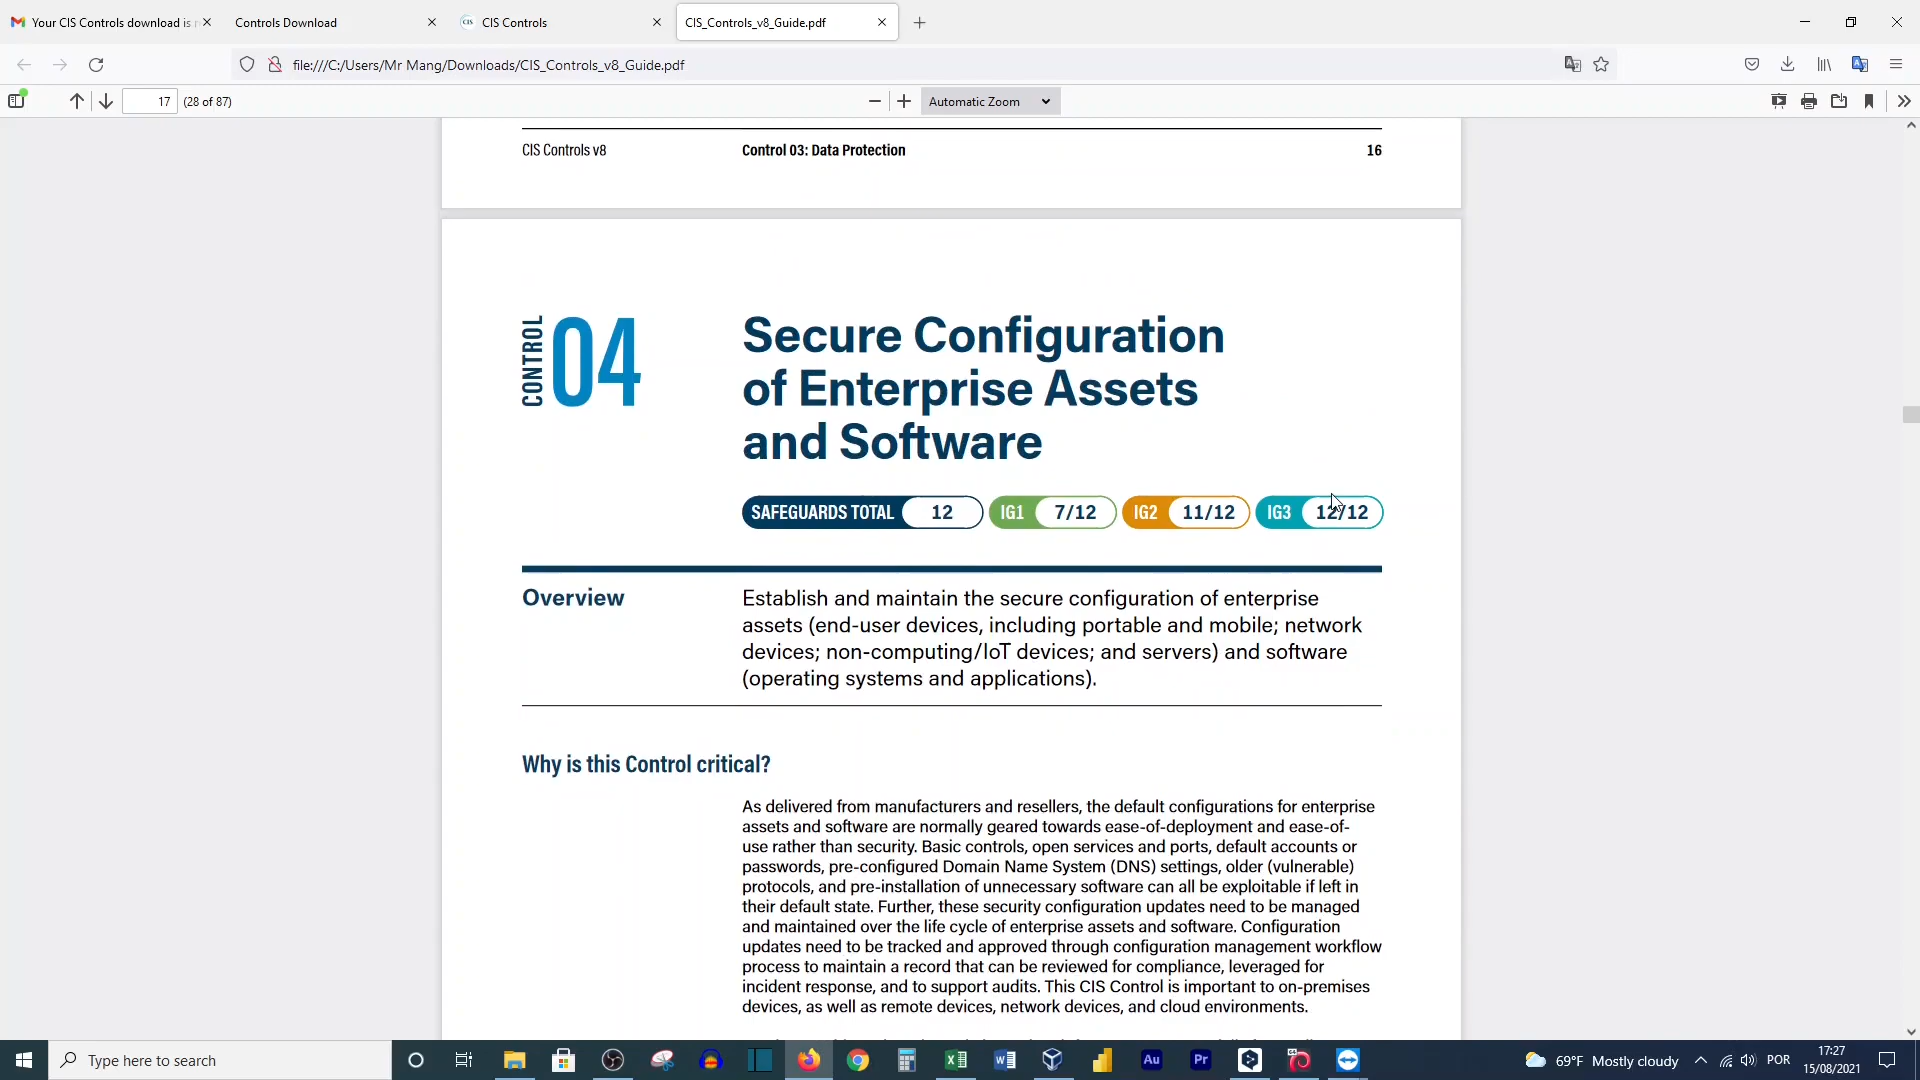 Your CIS Controls download is
Controls Download
CIS
CIS Controls
CIS_Controls_v8_Guide.pdf
file:///C:/Users/Mr Mang/Downloads/CIS_Controls_v8_Guide.pdf
17
(28 of 87)
Automatic Zoom
CIS Controls v8
Control 03: Data Protection
16
CONTROL
04
Secure Configuration
of Enterprise Assets
and Software
SAFEGUARDS TOTAL 12
IG1 7/12
IG2 11/12
IG3 12/12
Overview
Establish and maintain the secure configuration of enterprise
assets (end-user devices, including portable and mobile; network
devices; non-computing/IoT devices; and servers) and software
(operating systems and applications).
Why is this Control critical?
As delivered from manufacturers and resellers, the default configurations for enterprise
assets and software are normally geared towards ease-of-deployment and ease-of-
use rather than security. Basic controls, open services and ports, default accounts or
passwords, pre-configured Domain Name System (DNS) settings, older (vulnerable)
protocols, and pre-installation of unnecessary software can all be exploitable if left in
their default state. Further, these security configuration updates need to be managed
and maintained over the life cycle of enterprise assets and software. Configuration
updates need to be tracked and approved through configuration management workflow
process to maintain a record that can be reviewed for compliance, leveraged for
incident response, and to support audits. This CIS Control is important to on-premises
devices, as well as remote devices, network devices, and cloud environments.
Type here to search
Au
Pr
69°F Mostly cloudy
POR
17:27
15/08/2021